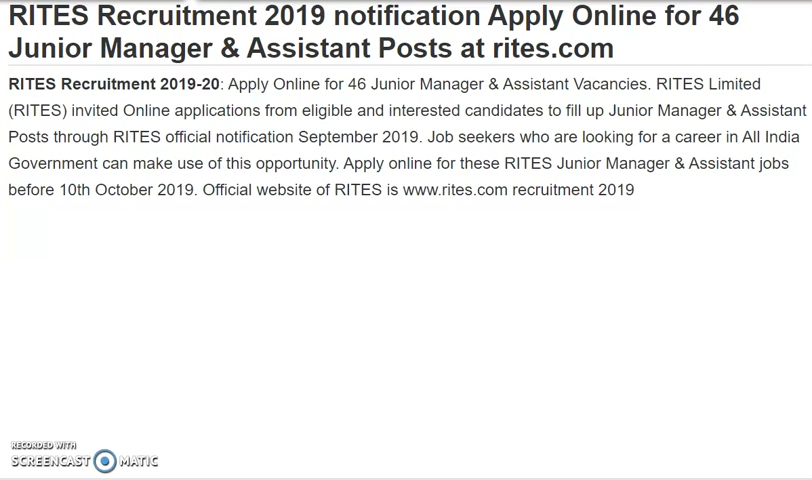 RITES Recruitment 2019 notification Apply Online for 46
Junior Manager & Assistant Posts at rites.com
RITES Recruitment 2019-20: Apply Online for 46 Junior Manager & Assistant Vacancies. RITES Limited
(RITES) invited Online applications from eligible and interested candidates to fill up Junior Manager & Assistant
Posts through RITES official notification September 2019. Job seekers who are looking for a career in All India
Government can make use of this opportunity. Apply online for these RITES Junior Manager & Assistant jobs
before 10th October 2019. Official website of RITES is www.rites.com recruitment 2019
RECORDED WITH
SCREENCAST MATIC